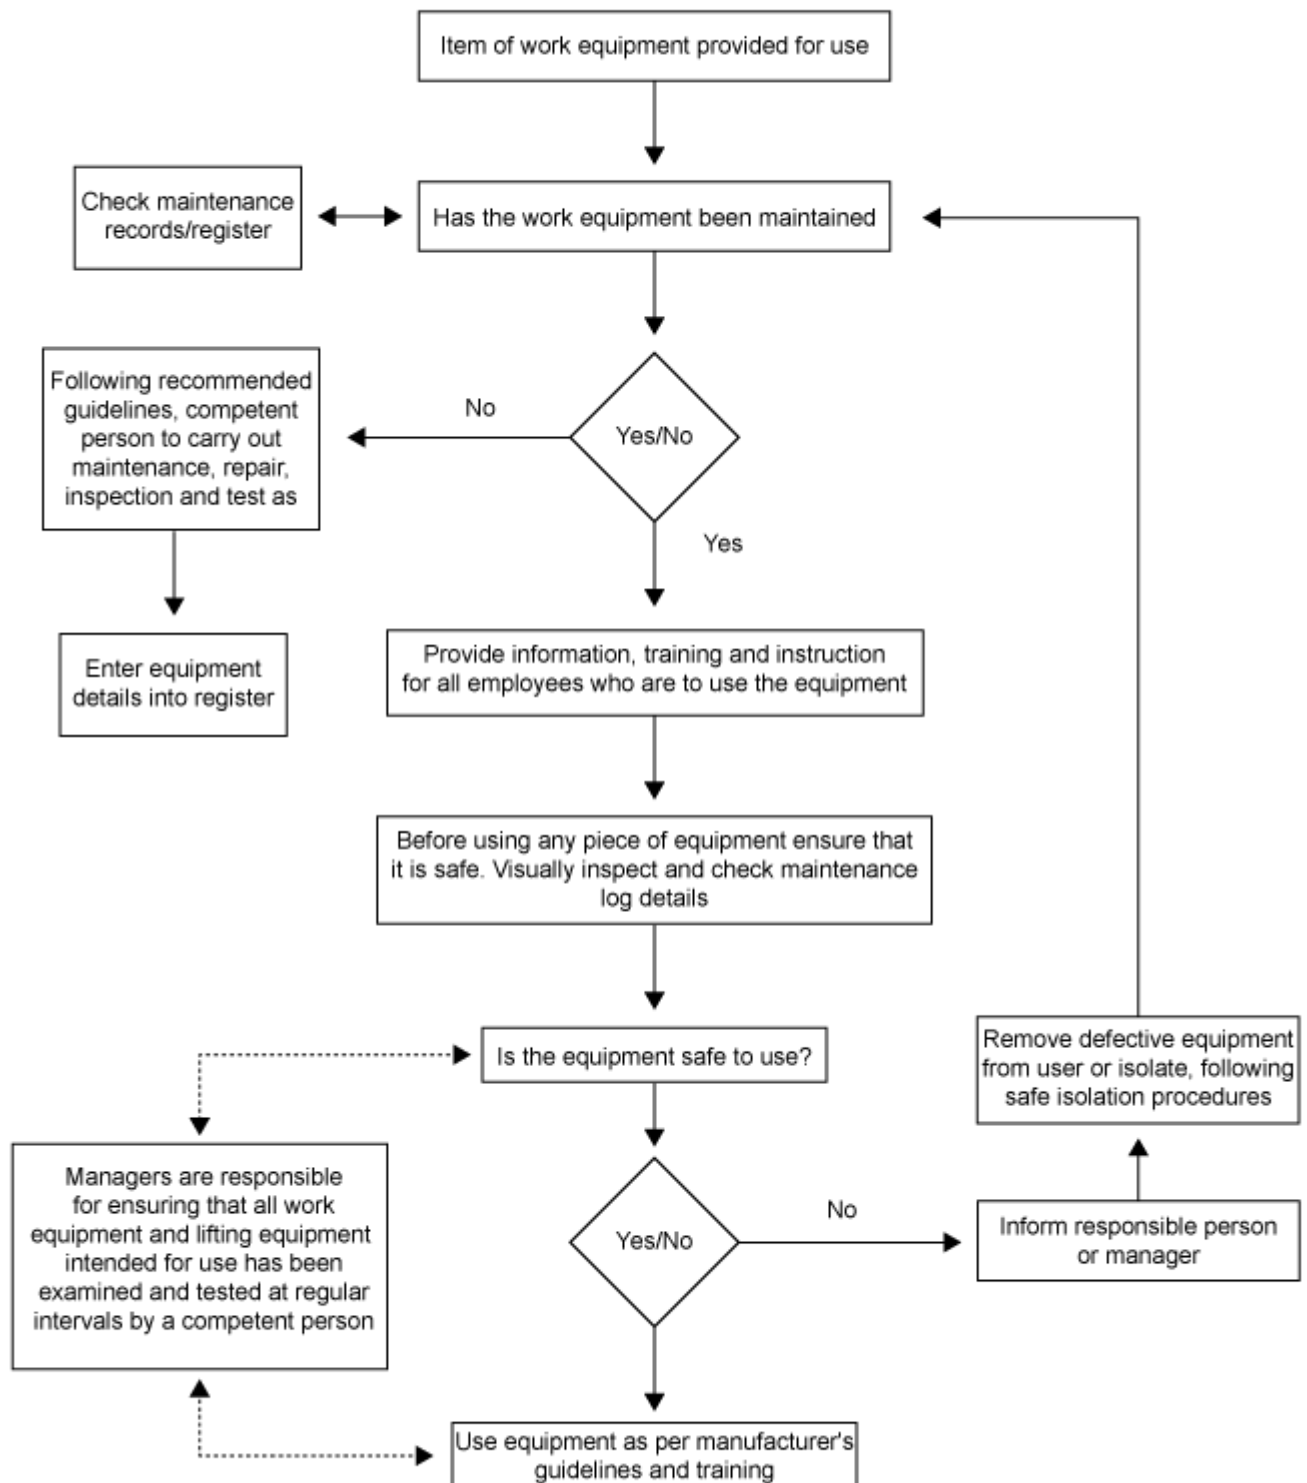 Item of work equipment provided for use
Check maintenance
records/register
Has the work equipment been maintained
Following recommended
guidelines, competent
person to carry out
maintenance, repair,
inspection and test as
No
Yes/No
Yes
Enter equipment
details into register
Provide information, training and instruction
for all employees who are to use the equipment
Before using any piece of equipment ensure that
it is safe. Visually inspect and check maintenance
log details
Is the equipment safe to use?
Remove defective equipment
from user or isolate, following
safe isolation procedures
Managers are responsible
for ensuring that all work
equipment and lifting equipment
intended for use has been
examined and tested at regular
intervals by a competent person
Yes/No
No
Inform responsible person
or manager
Use equipment as per manufacturer's
guidelines and training